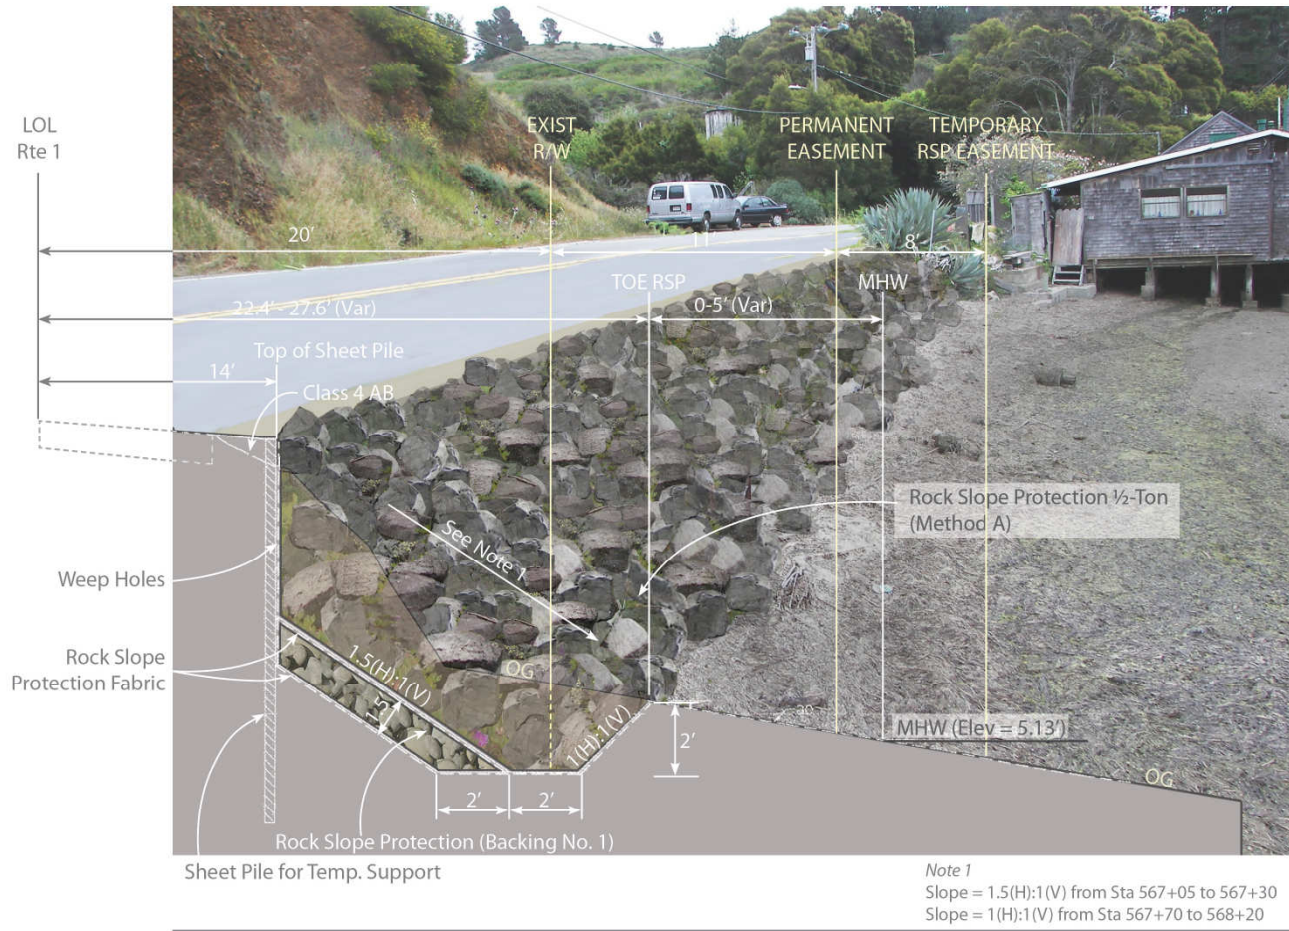 LOL
Rte 1
EXIST
R/W
PERMANENT
EASEMENT
TEMPORARY
RSP EASEMENT
20'
11'
8'
TOE RSP
MHW
22.4' - 27.6' (Var)
0-5' (Var)
Top of Sheet Pile
14'
Class 4 AB
Rock Slope Protection ½-Ton
(Method A)
See Note 1
Weep Holes
Rock Slope
Protection Fabric
OG
1.5(H):1(V)
1.5'
1(H):1(V)
2'
MHW (Elev = 5.13')
OG
2'
2'
Rock Slope Protection (Backing No. 1)
Sheet Pile for Temp. Support
Note 1
Slope = 1.5(H):1(V) from Sta 567+05 to 567+30
Slope = 1(H):1(V) from Sta 567+70 to 568+20